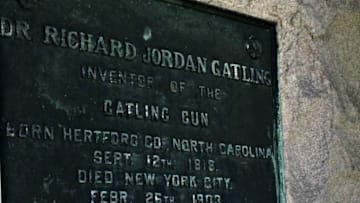 DR RICHARD JORDAN GATLING
INVENTOR OF THE
GATLING GUN
BORN HERTFORD CO. NORTH CAROLINA
SEPT. 12TH 1818.
DIED NEW YORK CITY.
FEBR. 26TH 1903